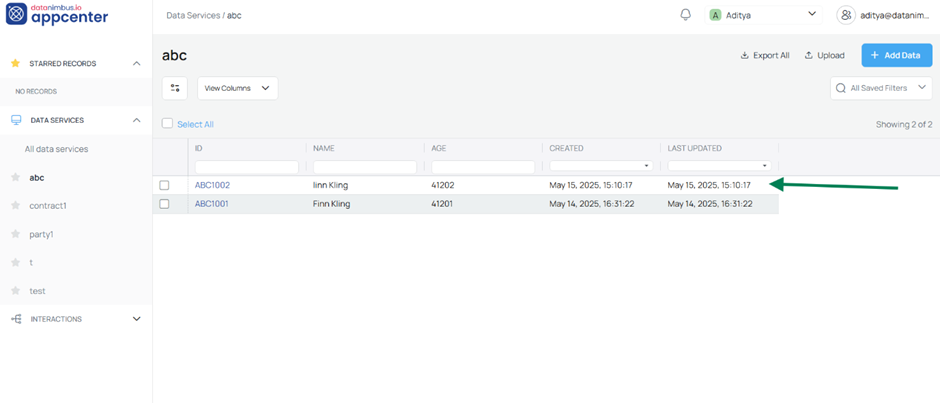 datanimbus.io
appcenter
Data Services / abc
A Aditya
aditya@datanim...
STARRED RECORDS
NO RECORDS
DATA SERVICES
All data services
abc
contract1
party1
t
test
INTERACTIONS
abc
Export All
Upload
+ Add Data
View Columns
All Saved Filters
Select All
Showing 2 of 2
ID NAME AGE CREATED LAST UPDATED
ABC1002 linn Kling 41202 May 15, 2025, 15:10:17 May 15, 2025, 15:10:17
ABC1001 Finn Kling 41201 May 14, 2025, 16:31:22 May 14, 2025, 16:31:22